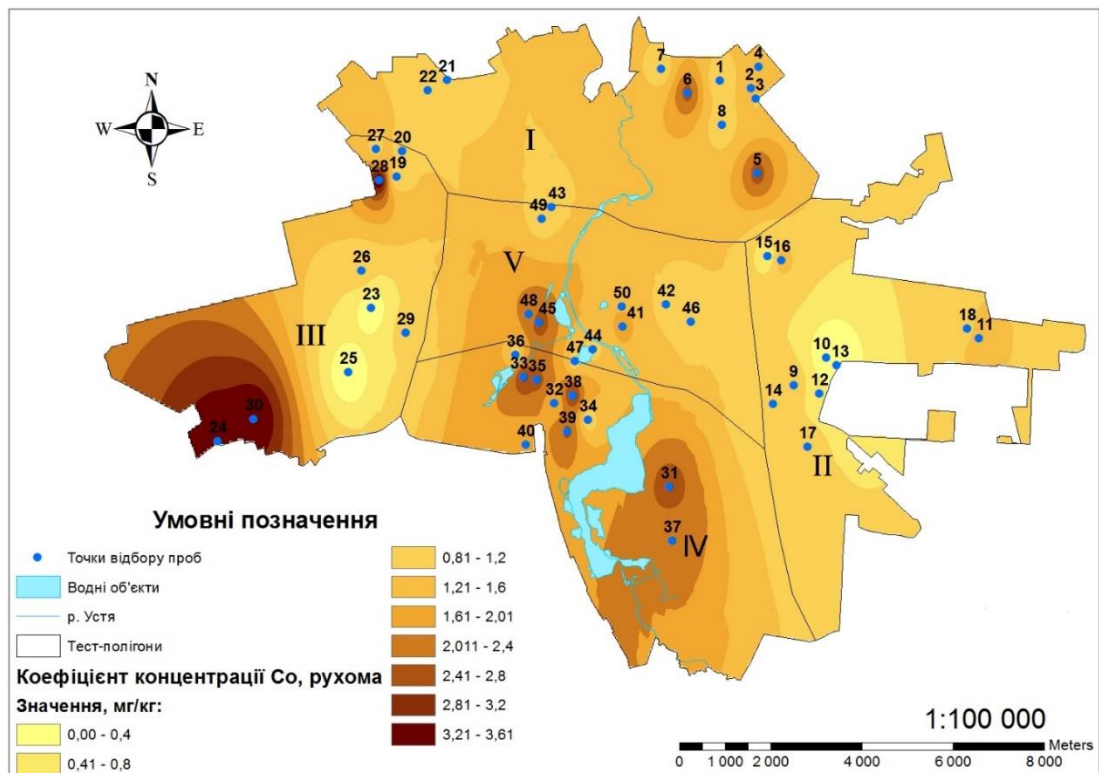 N
W E
S
21
22
7
1
4
6
2
3
8
27
20
I
28
19
5
43
49
26
V
15
16
23
48
45
50
42
18
III
29
41
46
11
36
44
10
13
25
47
33
35
38
9
12
30
32
34
14
24
39
40
17
II
31
37
IV
Умовні позначення
Точки відбору проб
Водні об'єкти
р. Устя
Тест-полігони
Коефіцієнт концентрації Co, рухома
Значення, мг/кг:
0,00 - 0,4
0,41 - 0,8
0,81 - 1,2
1,21 - 1,6
1,61 - 2,01
2,011 - 2,4
2,41 - 2,8
2,81 - 3,2
3,21 - 3,61
1:100 000
Meters
0 1 000 2 000 4 000 6 000 8 000